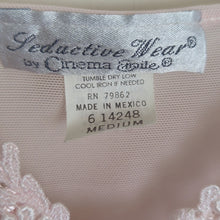 Seductive Wear®
by Cinema Etoile®
TUMBLE DRY LOW
COOL IRON IF NEEDED
RN 79862
MADE IN MEXICO
6 14248
MEDIUM